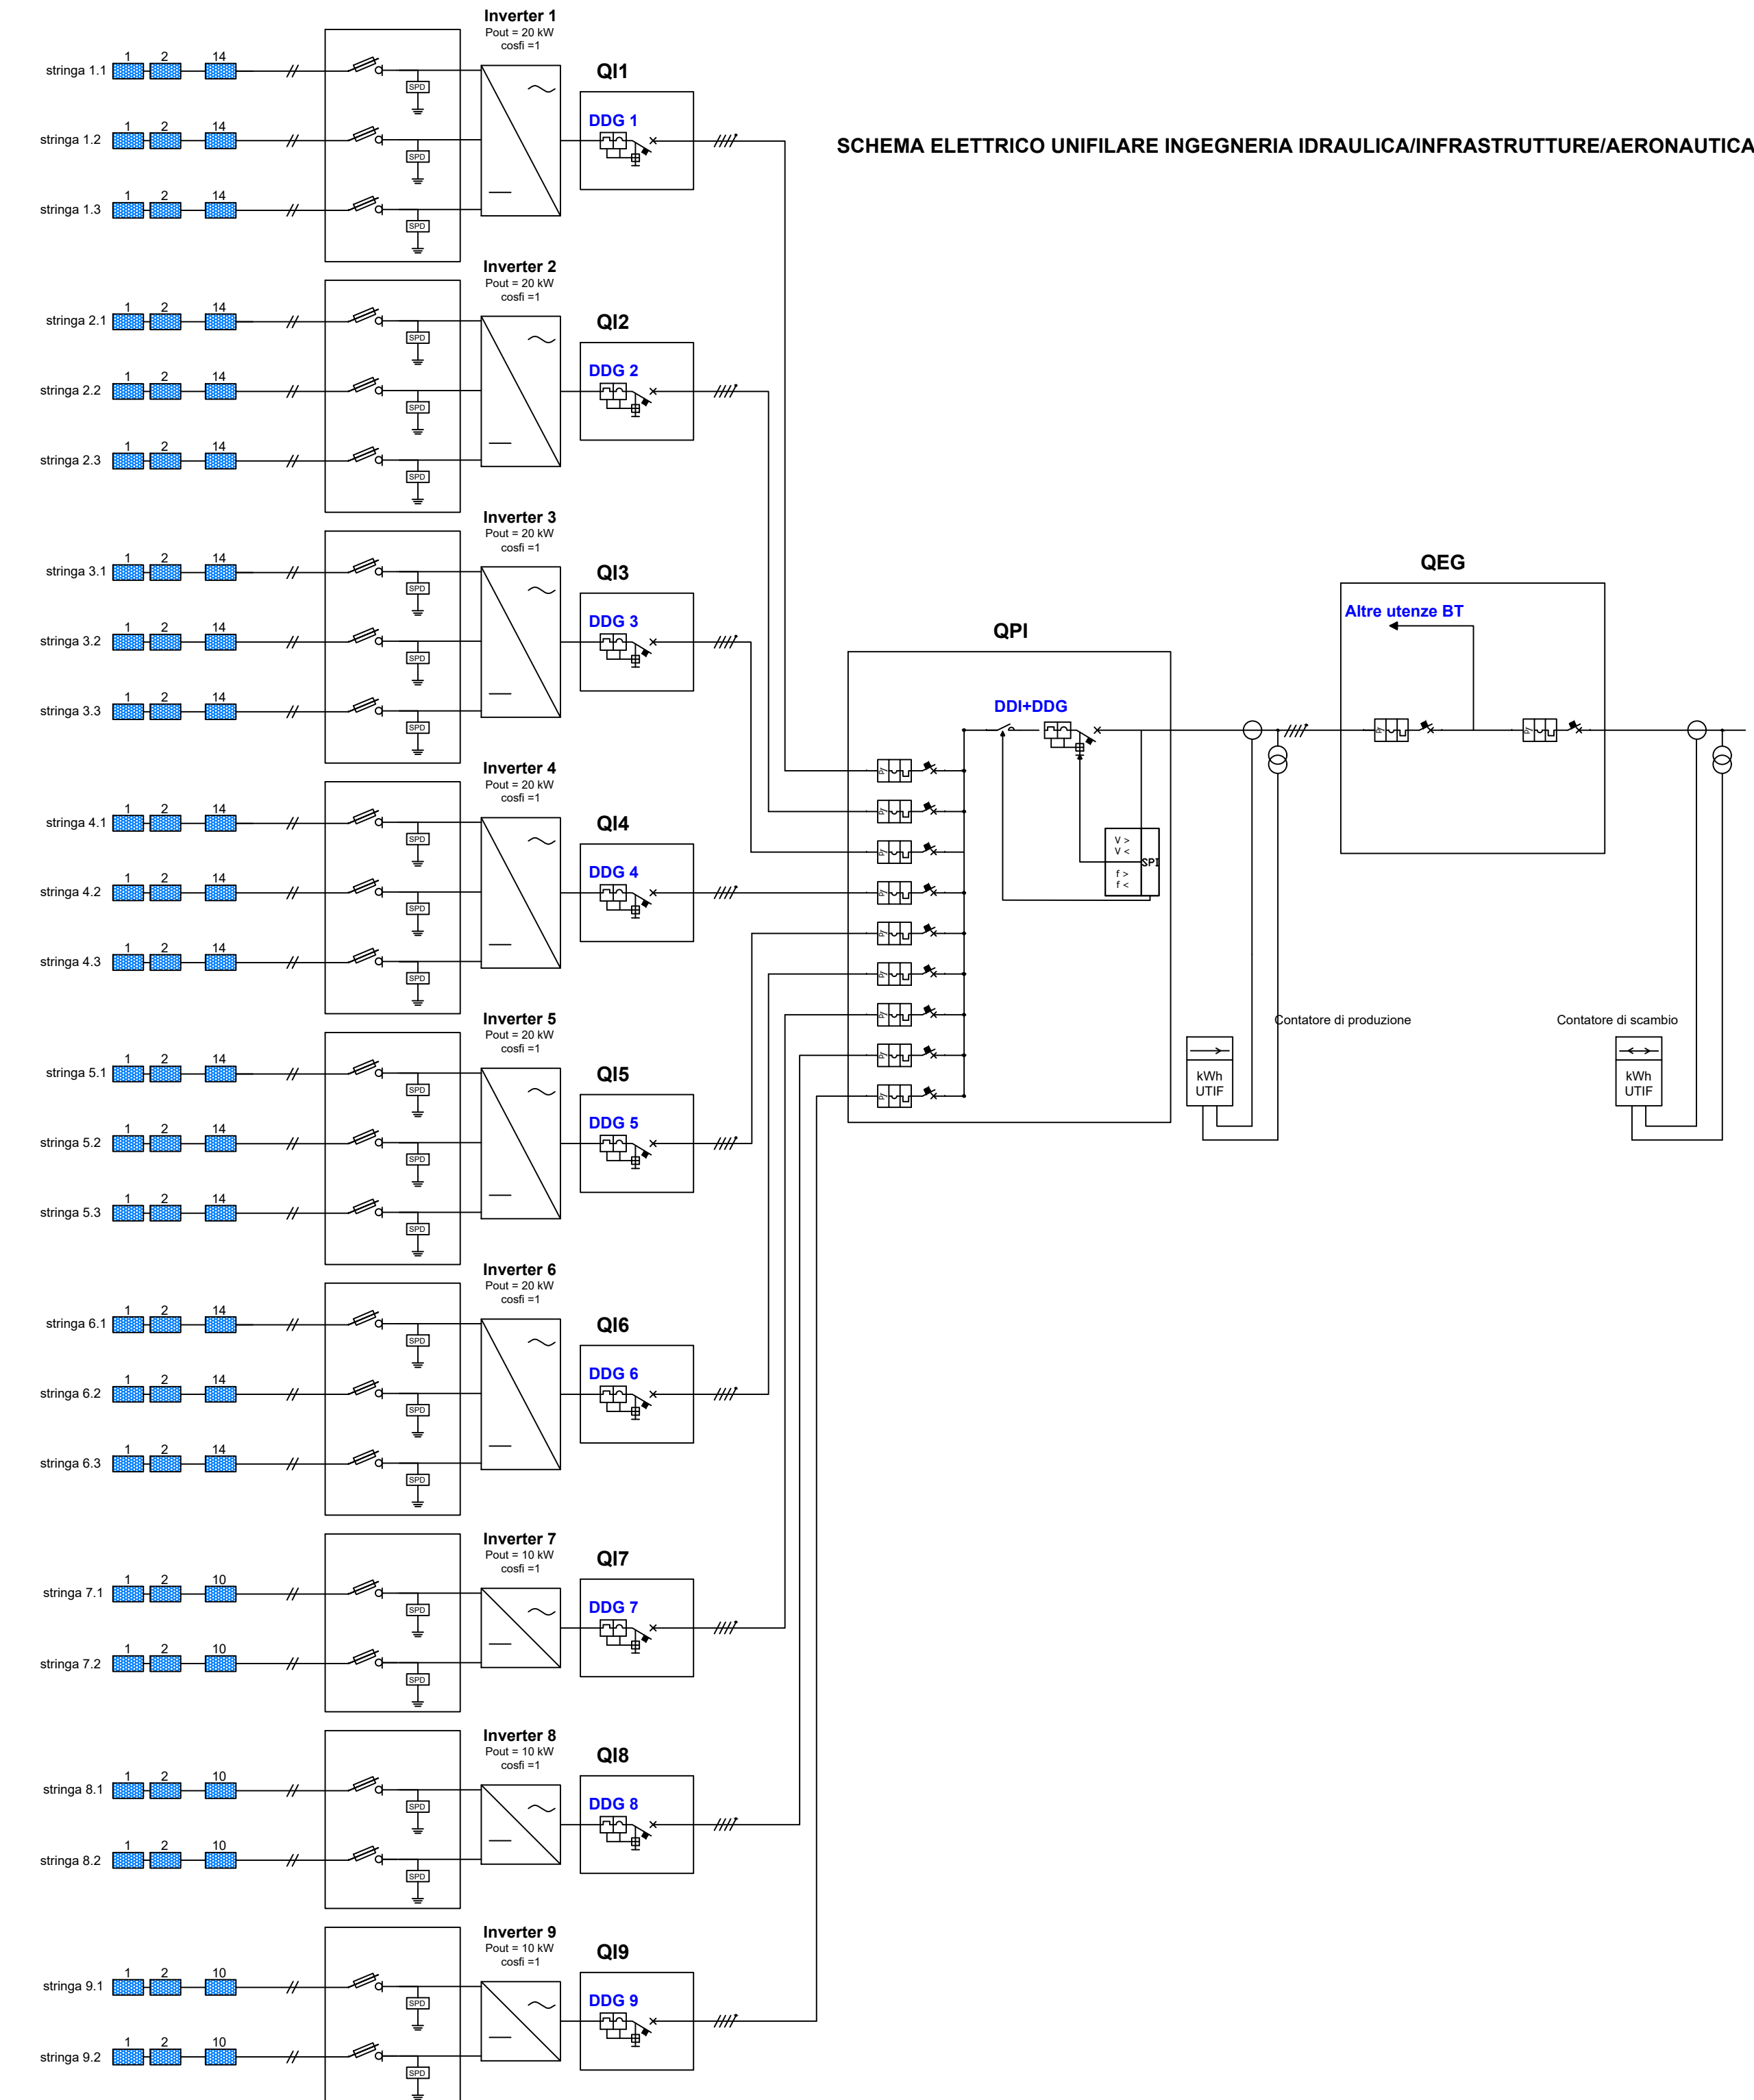 SCHEMA ELETTRICO UNIFILARE INGEGNERIA IDRAULICA/INFRASTRUTTURE/AERONAUTICA
Inverter 1
Pout = 20 kW
cosfi =1
QI1
DDG 1
1 2 14
stringa 1.1
SPD
1 2 14
stringa 1.2
SPD
1 2 14
stringa 1.3
SPD
Inverter 2
Pout = 20 kW
cosfi =1
QI2
DDG 2
1 2 14
stringa 2.1
SPD
1 2 14
stringa 2.2
SPD
1 2 14
stringa 2.3
SPD
Inverter 3
Pout = 20 kW
cosfi =1
QI3
DDG 3
1 2 14
stringa 3.1
SPD
1 2 14
stringa 3.2
SPD
1 2 14
stringa 3.3
SPD
Inverter 4
Pout = 20 kW
cosfi =1
QI4
DDG 4
1 2 14
stringa 4.1
SPD
1 2 14
stringa 4.2
SPD
1 2 14
stringa 4.3
SPD
Inverter 5
Pout = 20 kW
cosfi =1
QI5
DDG 5
1 2 14
stringa 5.1
SPD
1 2 14
stringa 5.2
SPD
1 2 14
stringa 5.3
SPD
Inverter 6
Pout = 20 kW
cosfi =1
QI6
DDG 6
1 2 14
stringa 6.1
SPD
1 2 14
stringa 6.2
SPD
1 2 14
stringa 6.3
SPD
Inverter 7
Pout = 10 kW
cosfi =1
QI7
DDG 7
1 2 10
stringa 7.1
SPD
1 2 10
stringa 7.2
SPD
Inverter 8
Pout = 10 kW
cosfi =1
QI8
DDG 8
1 2 10
stringa 8.1
SPD
1 2 10
stringa 8.2
SPD
Inverter 9
Pout = 10 kW
cosfi =1
QI9
DDG 9
1 2 10
stringa 9.1
SPD
1 2 10
stringa 9.2
SPD
QPI
DDI+DDG
V >
V <
SPI
f >
f <
QEG
Altre utenze BT
Contatore di produzione
kWh
UTIF
Contatore di scambio
kWh
UTIF